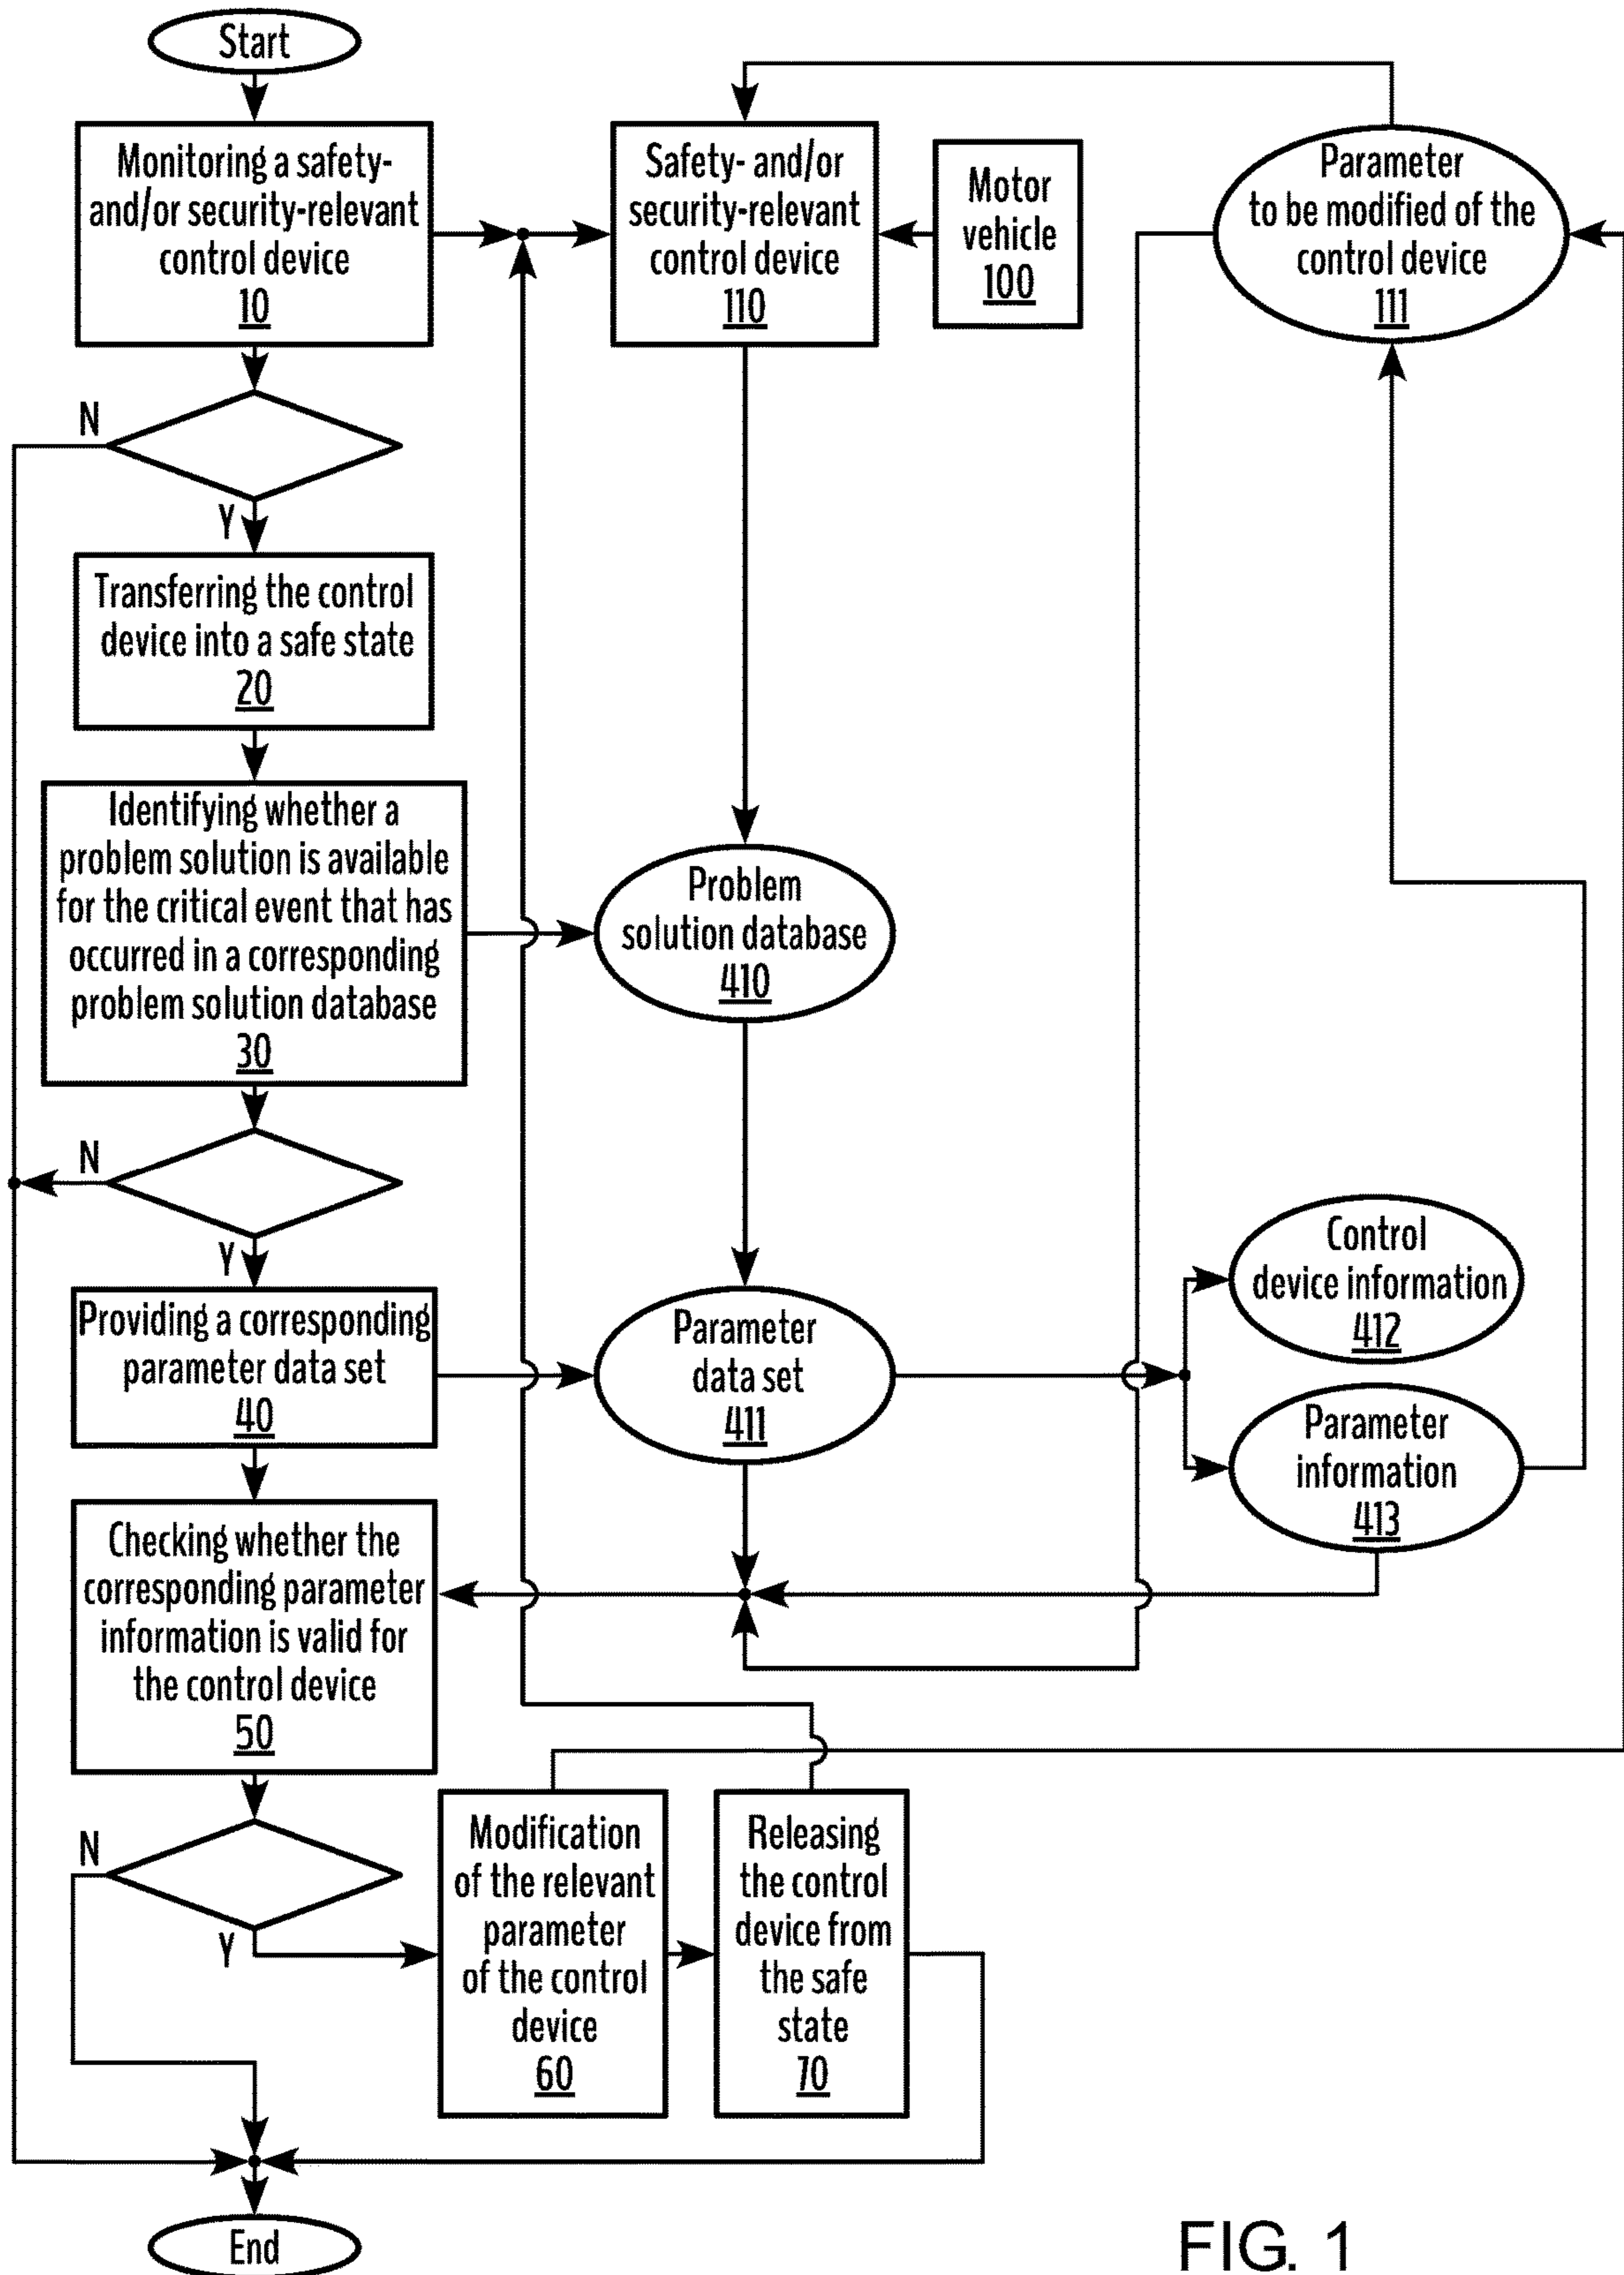 Start
Monitoring a safety-
and/or security-relevant
control device
10
Safety- and/or
security-relevant
control device
110
Motor
vehicle
100
Parameter
to be modified of the
control device
111
N
Y
Transferring the control
device into a safe state
20
Identifying whether a
problem solution is available
for the critical event that has
occurred in a corresponding
problem solution database
30
Problem
solution database
410
N
Y
Providing a corresponding
parameter data set
40
Parameter
data set
411
Control
device information
412
Parameter
information
413
Checking whether the
corresponding parameter
information is valid for
the control device
50
N
Y
Modification
of the relevant
parameter
of the control
device
60
Releasing
the control
device from
the safe
state
70
End
FIG. 1